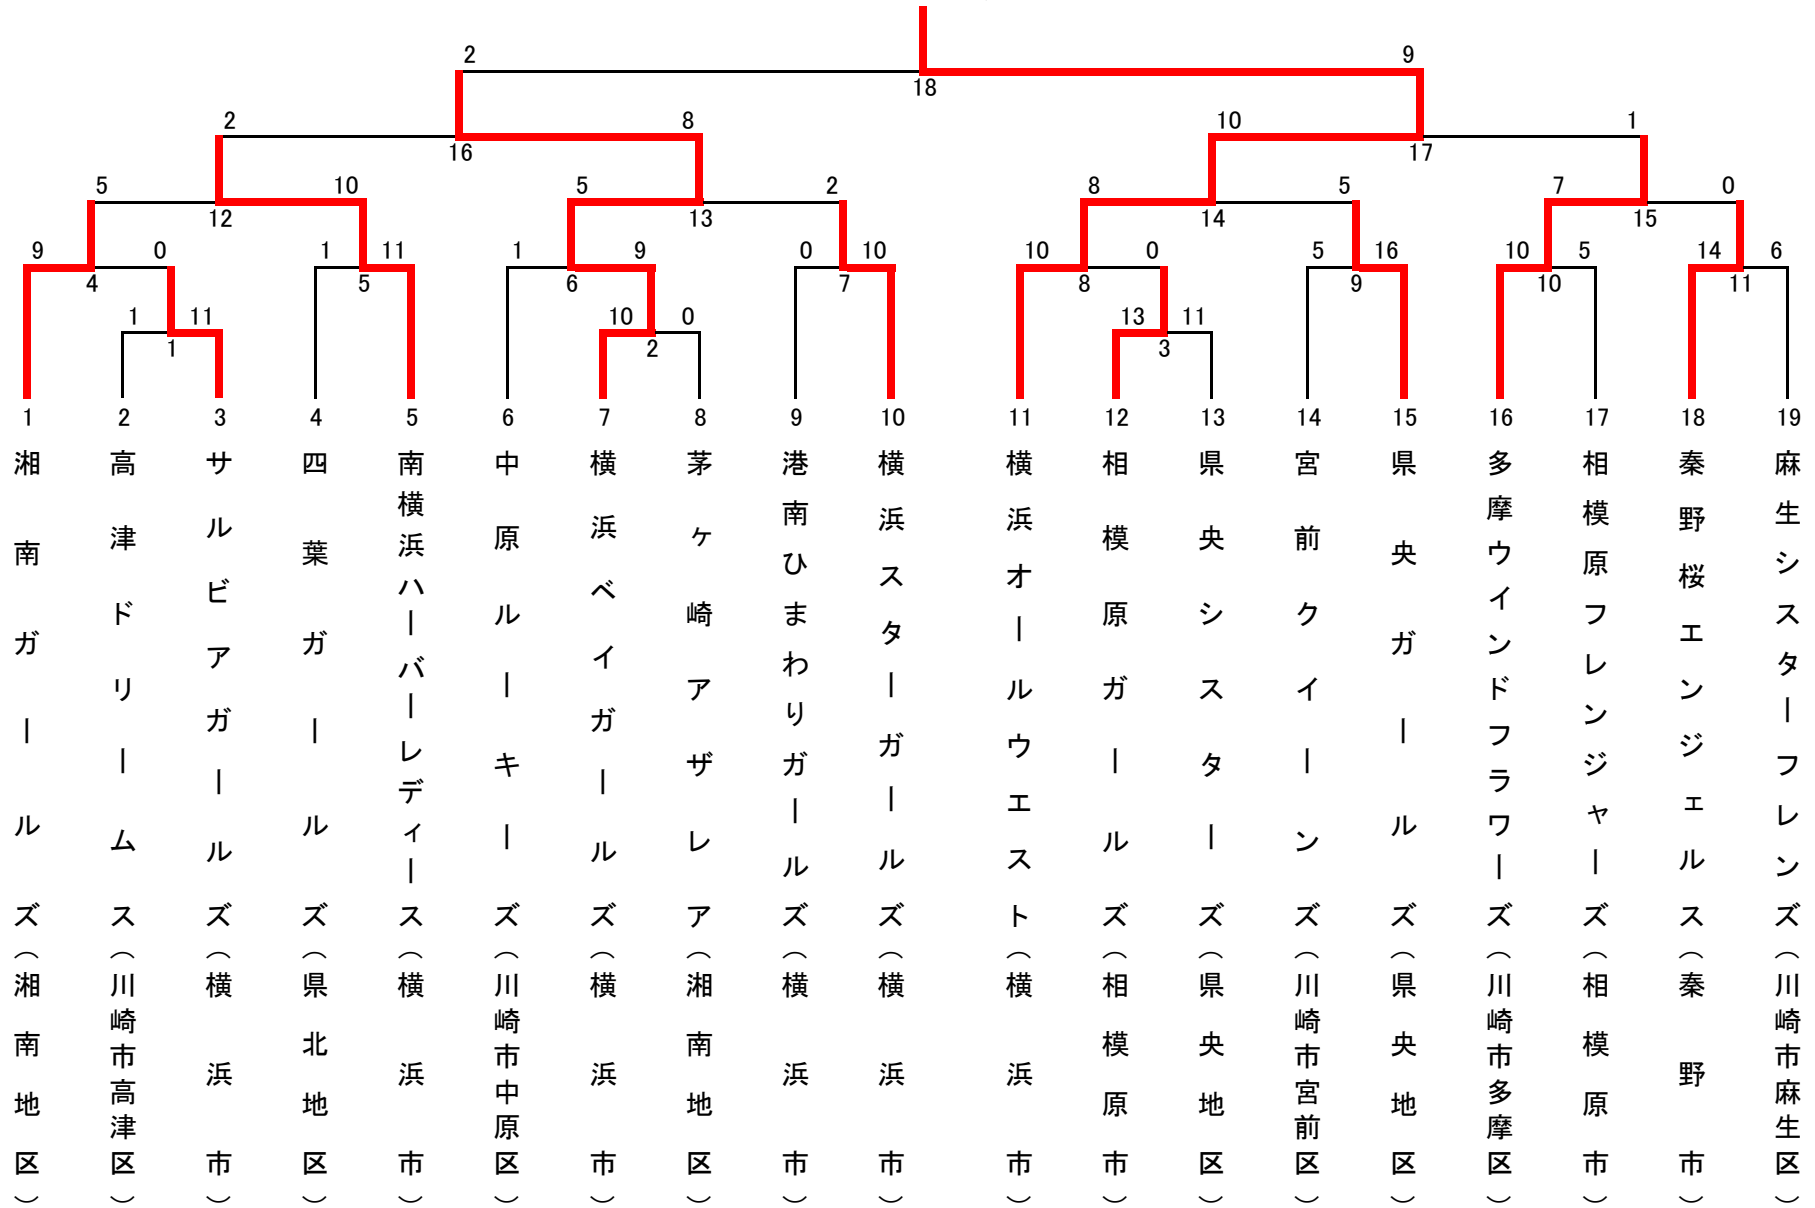 2 9
18
2 8 10 1
16 17
5 10 5 2 8 5 7 0
12 13 14 15
9 0 1 11 1 9 0 10 10 0 5 16 10 5 14 6
4 5 6 7 8 9 10 11
1 11 10 0 13 11
1 2 3
1 2 3 4 5 6 7 8 9 10 11 12 13 14 15 16 17 18 19
湘南ガールズ(湘南地区)
高津ドリームス(川崎市高津区)
サルビアガールズ(横浜市)
四葉ガールズ(県北地区)
南横浜ハーバーレディース(横浜市)
中原ルーキーズ(川崎市中原区)
横浜ベイガールズ(横浜市)
茅ヶ崎アザレア(湘南地区)
港南ひまわりガールズ(横浜市)
横浜スターガールズ(横浜市)
横浜オールウエスト(横浜市)
相模原ガールズ(相模原市)
県央シスターズ(県央地区)
宮前クイーンズ(川崎市宮前区)
県央ガールズ(県央地区)
多摩ウインドフラワーズ(川崎市多摩区)
相模原フレンジャーズ(相模原市)
秦野桜エンジェルス(秦野市)
麻生シスターフレンズ(川崎市麻生区)